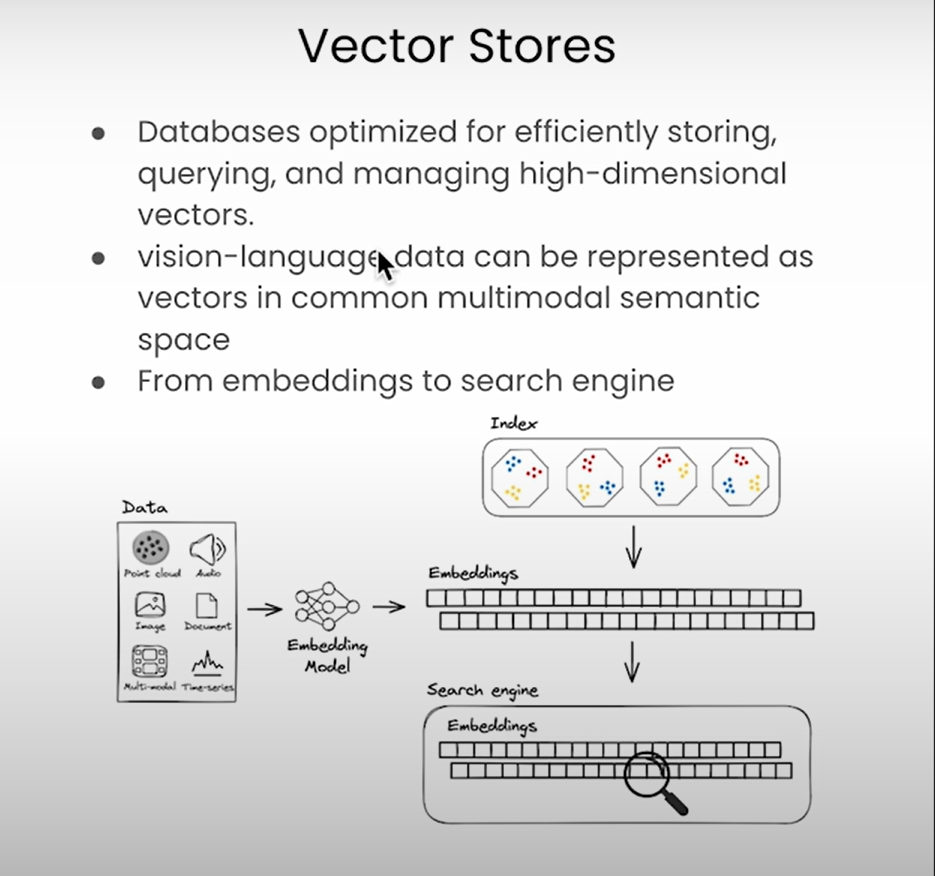 Vector Stores
● Databases optimized for efficiently storing,
querying, and managing high-dimensional
vectors.
● vision-language data can be represented as
vectors in common multimodal semantic
space
● From embeddings to search engine
Index
Data
Point cloud Audio
Image Document
Multi-modal Time-series
Embedding
Model
Embeddings
Search engine
Embeddings